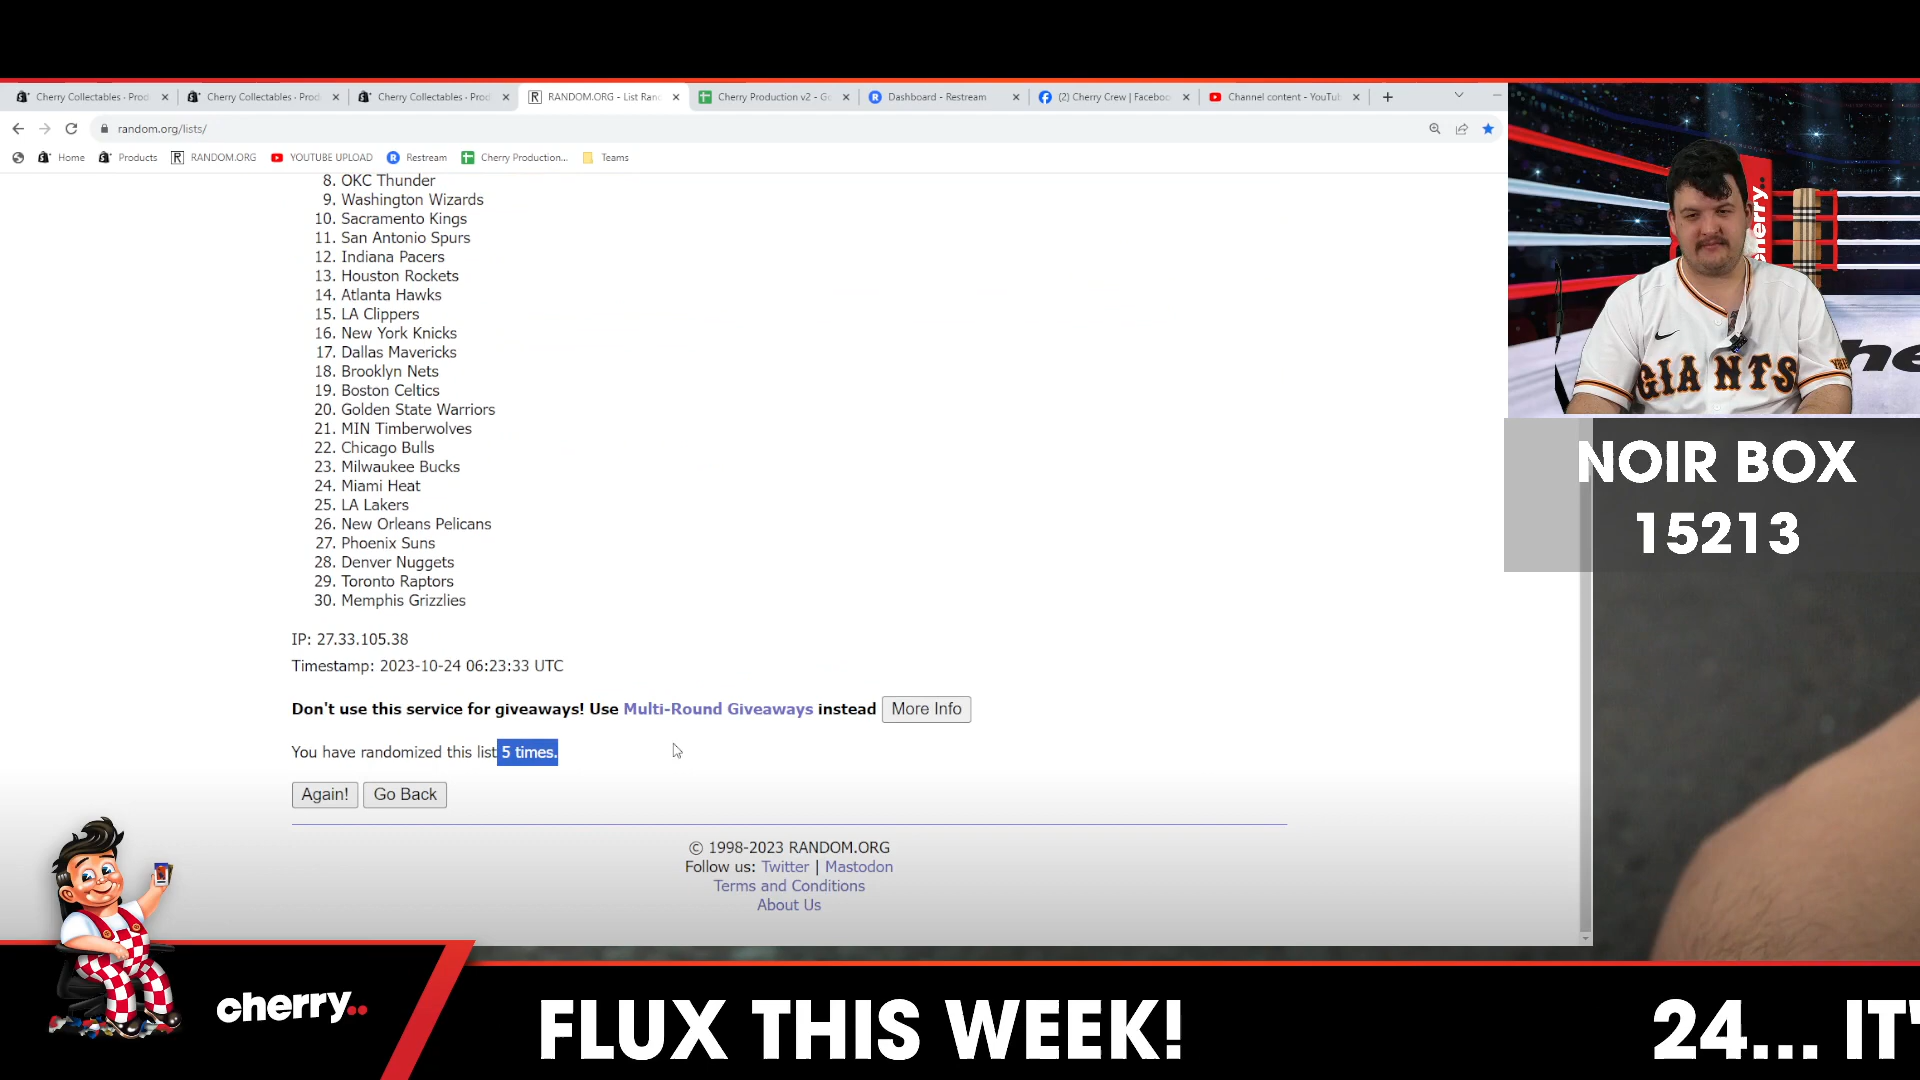 Cherry Collectables · Prod
Cherry Collectables · Prod
Cherry Collectables · Prod
RANDOM.ORG - List Ran
Cherry Production v2 - Go
Dashboard - Restream
(2) Cherry Crew | Faceboo
Channel content - YouTu
random.org/lists/
Home
Products
RANDOM.ORG
YOUTUBE UPLOAD
Restream
Cherry Production...
Teams
8. OKC Thunder
9. Washington Wizards
10. Sacramento Kings
11. San Antonio Spurs
12. Indiana Pacers
13. Houston Rockets
14. Atlanta Hawks
15. LA Clippers
16. New York Knicks
17. Dallas Mavericks
18. Brooklyn Nets
19. Boston Celtics
20. Golden State Warriors
21. MIN Timberwolves
22. Chicago Bulls
23. Milwaukee Bucks
24. Miami Heat
25. LA Lakers
26. New Orleans Pelicans
27. Phoenix Suns
28. Denver Nuggets
29. Toronto Raptors
30. Memphis Grizzlies
IP: 27.33.105.38
Timestamp: 2023-10-24 06:23:33 UTC
Don't use this service for giveaways! Use Multi-Round Giveaways instead More Info
You have randomized this list 5 times.
Again! Go Back
© 1998-2023 RANDOM.ORG
Follow us: Twitter | Mastodon
Terms and Conditions
About Us
cherry..
GIANTS
NOIR BOX
15213
cherry..
FLUX THIS WEEK!
24... IT'